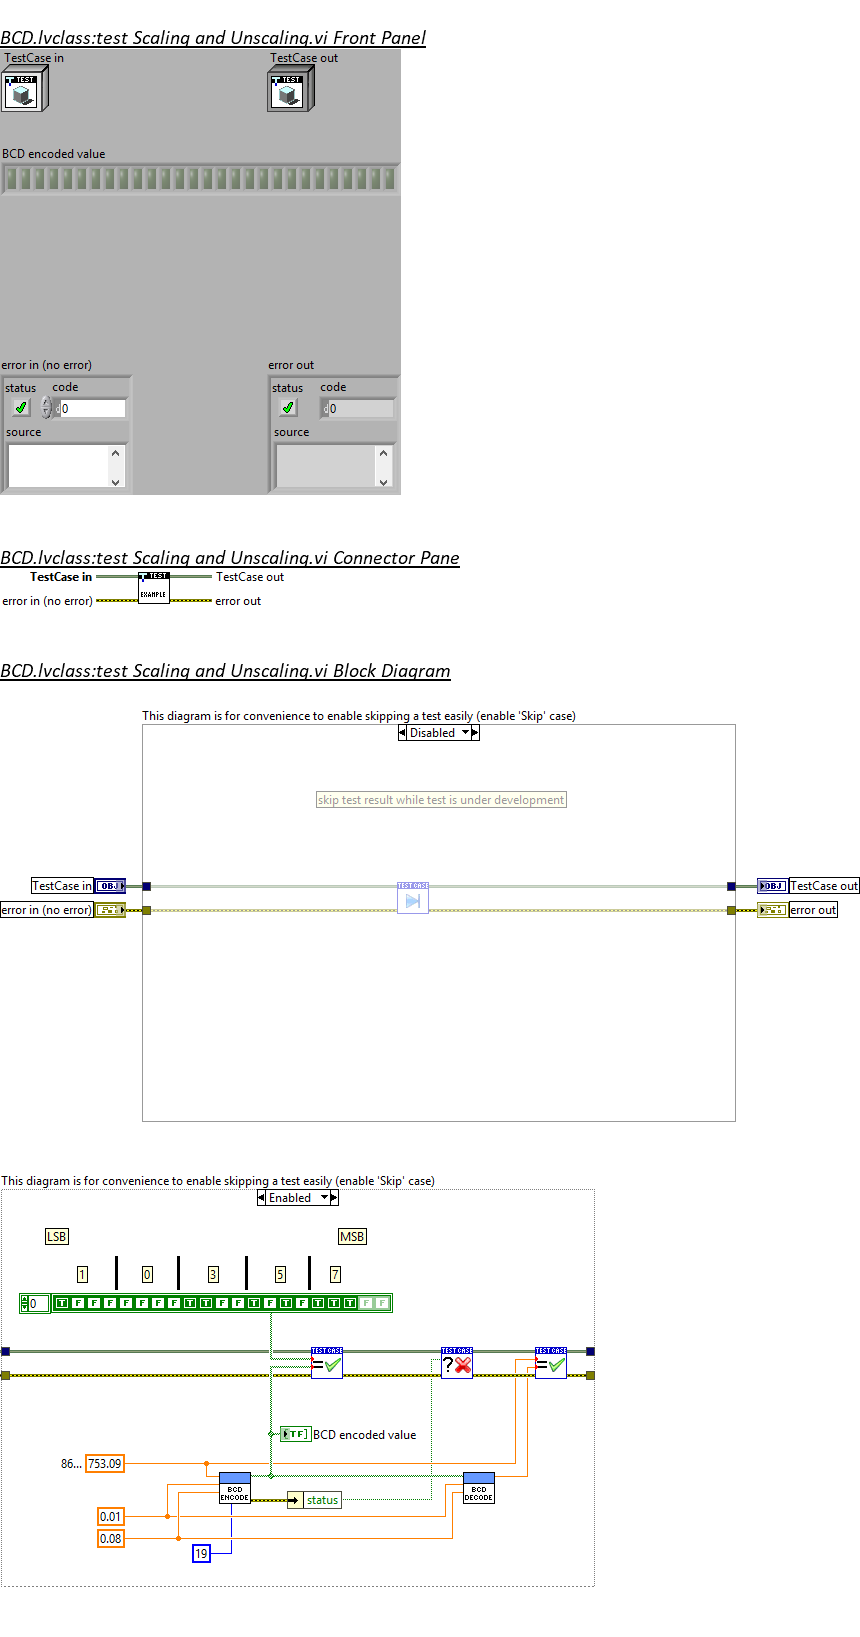 BCD.lvclass:test Scaling and Unscaling.vi Front Panel
TestCase in
TestCase out
TEST
TEST
BCD encoded value
error in (no error)
error out
status code
status code
d0
d0
source
source
BCD.lvclass:test Scaling and Unscaling.vi Connector Pane
TestCase in
TEST
TestCase out
error in (no error)
EXAMPLE
error out
BCD.lvclass:test Scaling and Unscaling.vi Block Diagram
This diagram is for convenience to enable skipping a test easily (enable 'Skip' case)
Disabled
skip test result while test is under development
TestCase in
OBJ
TEST CASE
OBJ
TestCase out
error in (no error)
error out
This diagram is for convenience to enable skipping a test easily (enable 'Skip' case)
Enabled
LSB
MSB
1 0 3 5 7
0
T F F F F F F F T T F F T F T F T T T F F
TEST CASE
TEST CASE
TEST CASE
=
?
=
TF
BCD encoded value
86... 753.09
BCD ENCODE
BCD DECODE
status
0.01
0.08
19